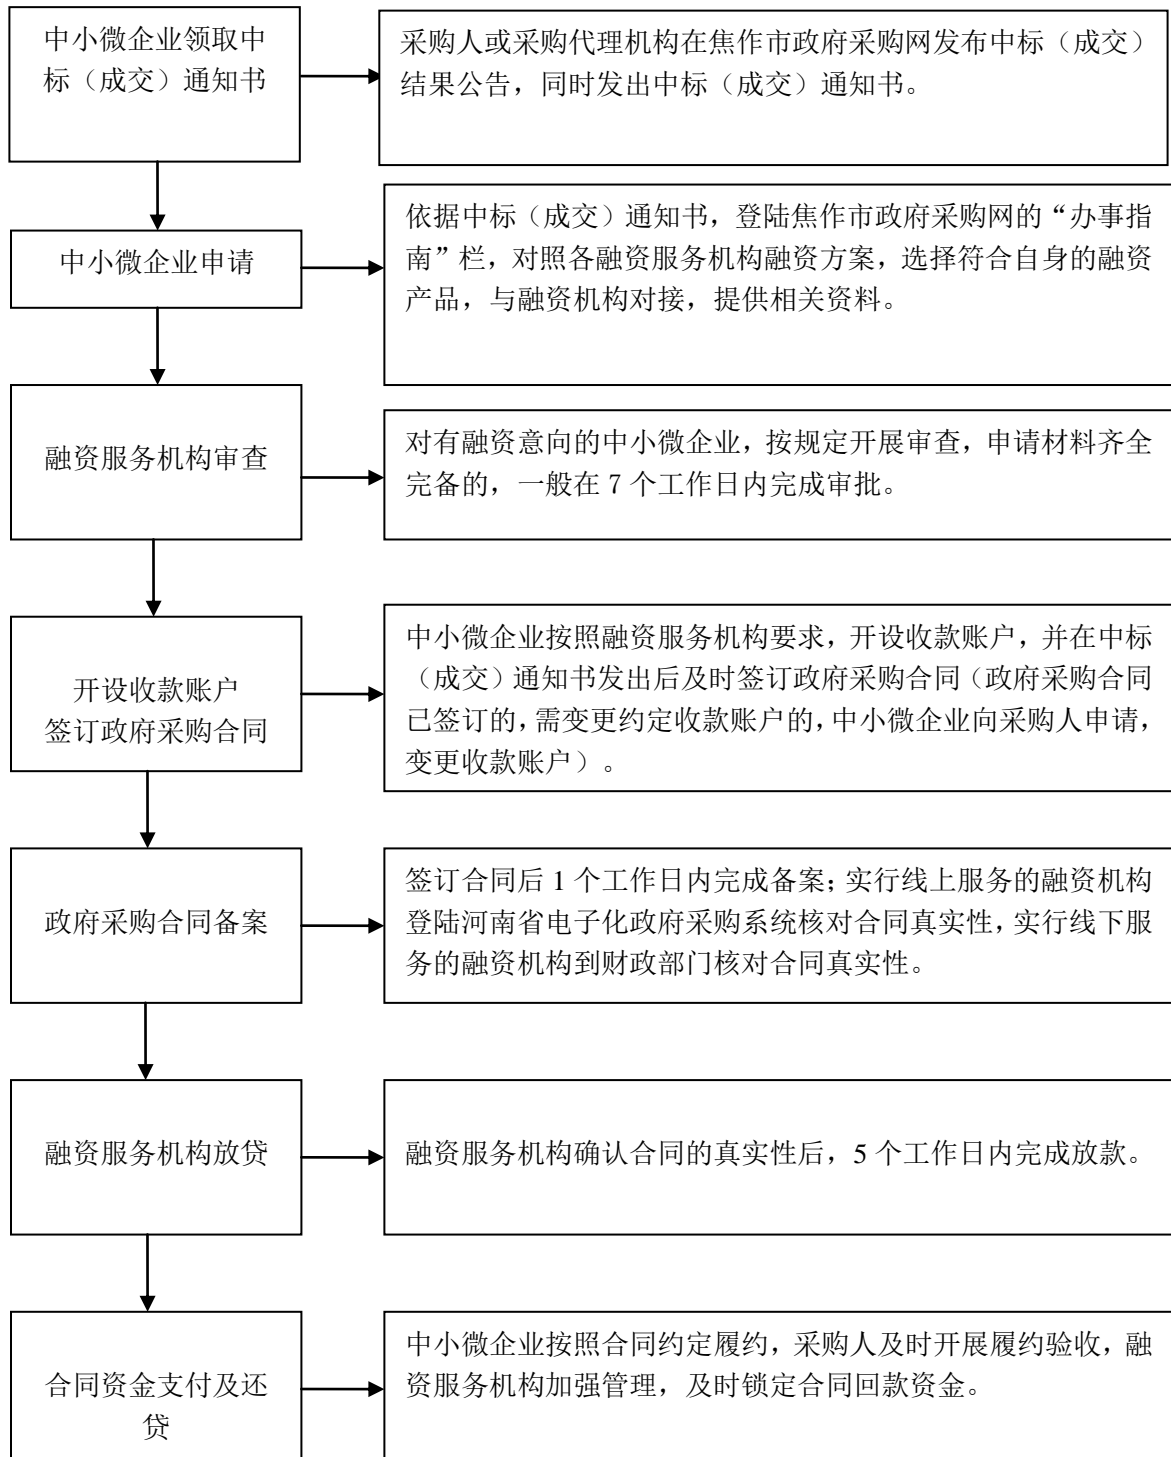 中小微企业领取中
标（成交）通知书
采购人或采购代理机构在焦作市政府采购网发布中标（成交）
结果公告，同时发出中标（成交）通知书。
中小微企业申请
依据中标（成交）通知书，登陆焦作市政府采购网的“办事指
南”栏，对照各融资服务机构融资方案，选择符合自身的融资
产品，与融资机构对接，提供相关资料。
融资服务机构审查
对有融资意向的中小微企业，按规定开展审查，申请材料齐全
完备的，一般在 7 个工作日内完成审批。
开设收款账户
签订政府采购合同
中小微企业按照融资服务机构要求，开设收款账户，并在中标
（成交）通知书发出后及时签订政府采购合同（政府采购合同
已签订的，需变更约定收款账户的，中小微企业向采购人申请，
变更收款账户）。
政府采购合同备案
签订合同后 1 个工作日内完成备案；实行线上服务的融资机构
登陆河南省电子化政府采购系统核对合同真实性，实行线下服
务的融资机构到财政部门核对合同真实性。
融资服务机构放贷
融资服务机构确认合同的真实性后，5 个工作日内完成放款。
合同资金支付及还
贷
中小微企业按照合同约定履约，采购人及时开展履约验收，融
资服务机构加强管理，及时锁定合同回款资金。